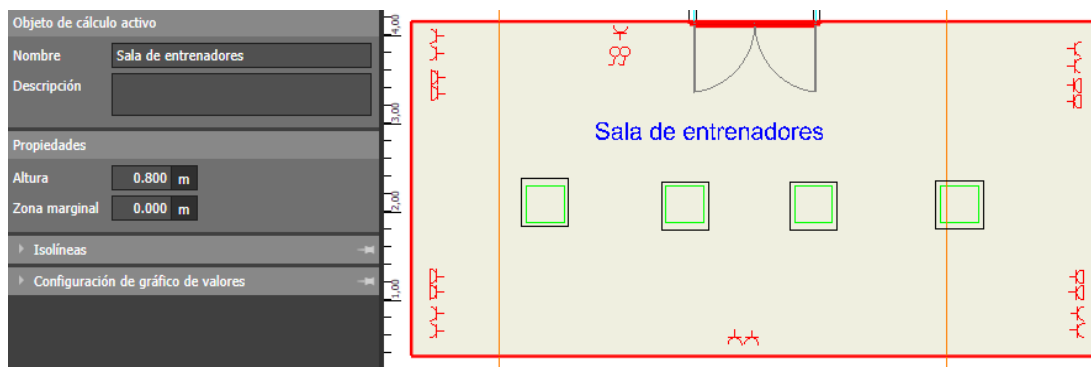 Objeto de cálculo activo
Nombre Sala de entrenadores
Descripción
Propiedades
Altura 0.800 m
Zona marginal 0.000 m
Isolíneas
Configuración de gráfico de valores
4,00
3,00
2,00
1,00
Sala de entrenadores